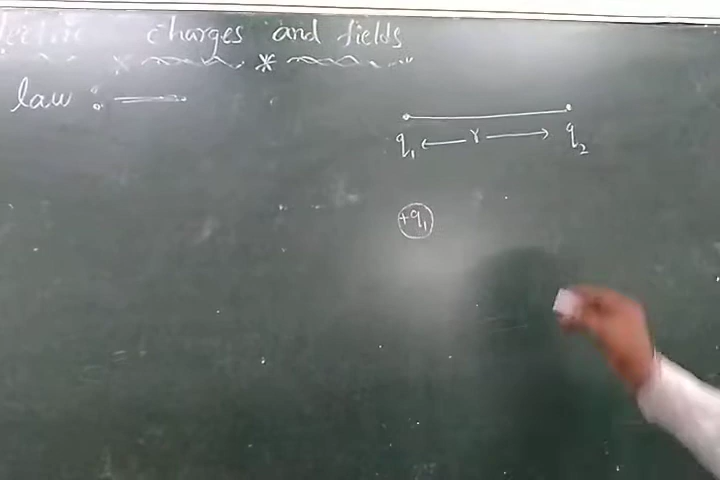 charges and fields
law :
q1 ← r → q2
+q1